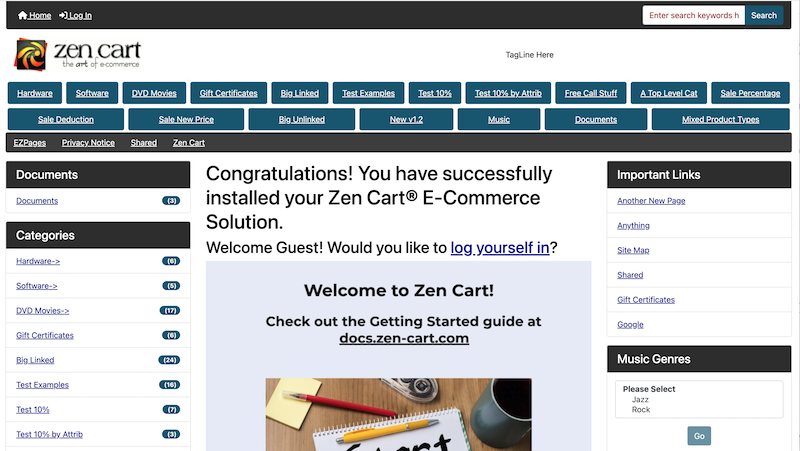 Home Log In
Enter search keywords h Search
zen cart
the art of e-commerce
TagLine Here
Hardware Software DVD Movies Gift Certificates Big Linked Test Examples Test 10% Test 10% by Attrib Free Call Stuff A Top Level Cat Sale Percentage
Sale Deduction Sale New Price Big Unlinked New v1.2 Music Documents Mixed Product Types
EZPages Privacy Notice Shared Zen Cart
Documents
Documents (3)
Categories
Hardware-> (6)
Software-> (5)
DVD Movies-> (17)
Gift Certificates (6)
Big Linked (24)
Test Examples (16)
Test 10% (7)
Test 10% by Attrib (3)
Congratulations! You have successfully
installed your Zen Cart® E-Commerce
Solution.
Welcome Guest! Would you like to log yourself in?
Welcome to Zen Cart!
Check out the Getting Started guide at
docs.zen-cart.com
Start
Important Links
Another New Page
Anything
Site Map
Shared
Gift Certificates
Google
Music Genres
Please Select
Jazz
Rock
Go